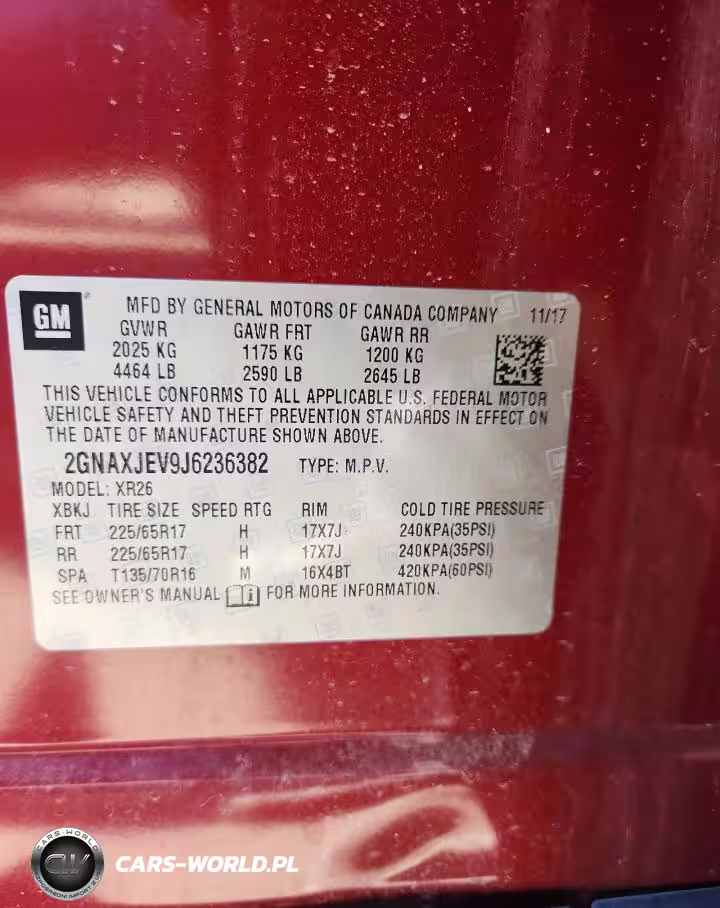 GM
MFD BY GENERAL MOTORS OF CANADA COMPANY 11/17
GVWR GAWR FRT GAWR RR
2025 KG 1175 KG 1200 KG
4464 LB 2590 LB 2645 LB
THIS VEHICLE CONFORMS TO ALL APPLICABLE U.S. FEDERAL MOTOR
VEHICLE SAFETY AND THEFT PREVENTION STANDARDS IN EFFECT ON
THE DATE OF MANUFACTURE SHOWN ABOVE.
2GNAXJEV9J6236382 TYPE: M.P.V.
MODEL: XR26
XBKJ TIRE SIZE SPEED RTG RIM COLD TIRE PRESSURE
FRT 225/65R17 H 17X7J 240KPA(35PSI)
RR 225/65R17 H 17X7J 240KPA(35PSI)
SPA T135/70R16 M 16X4BT 420KPA(60PSI)
SEE OWNER'S MANUAL FOR MORE INFORMATION.
CARS-WORLD
CW
CARS-WORLD.PL